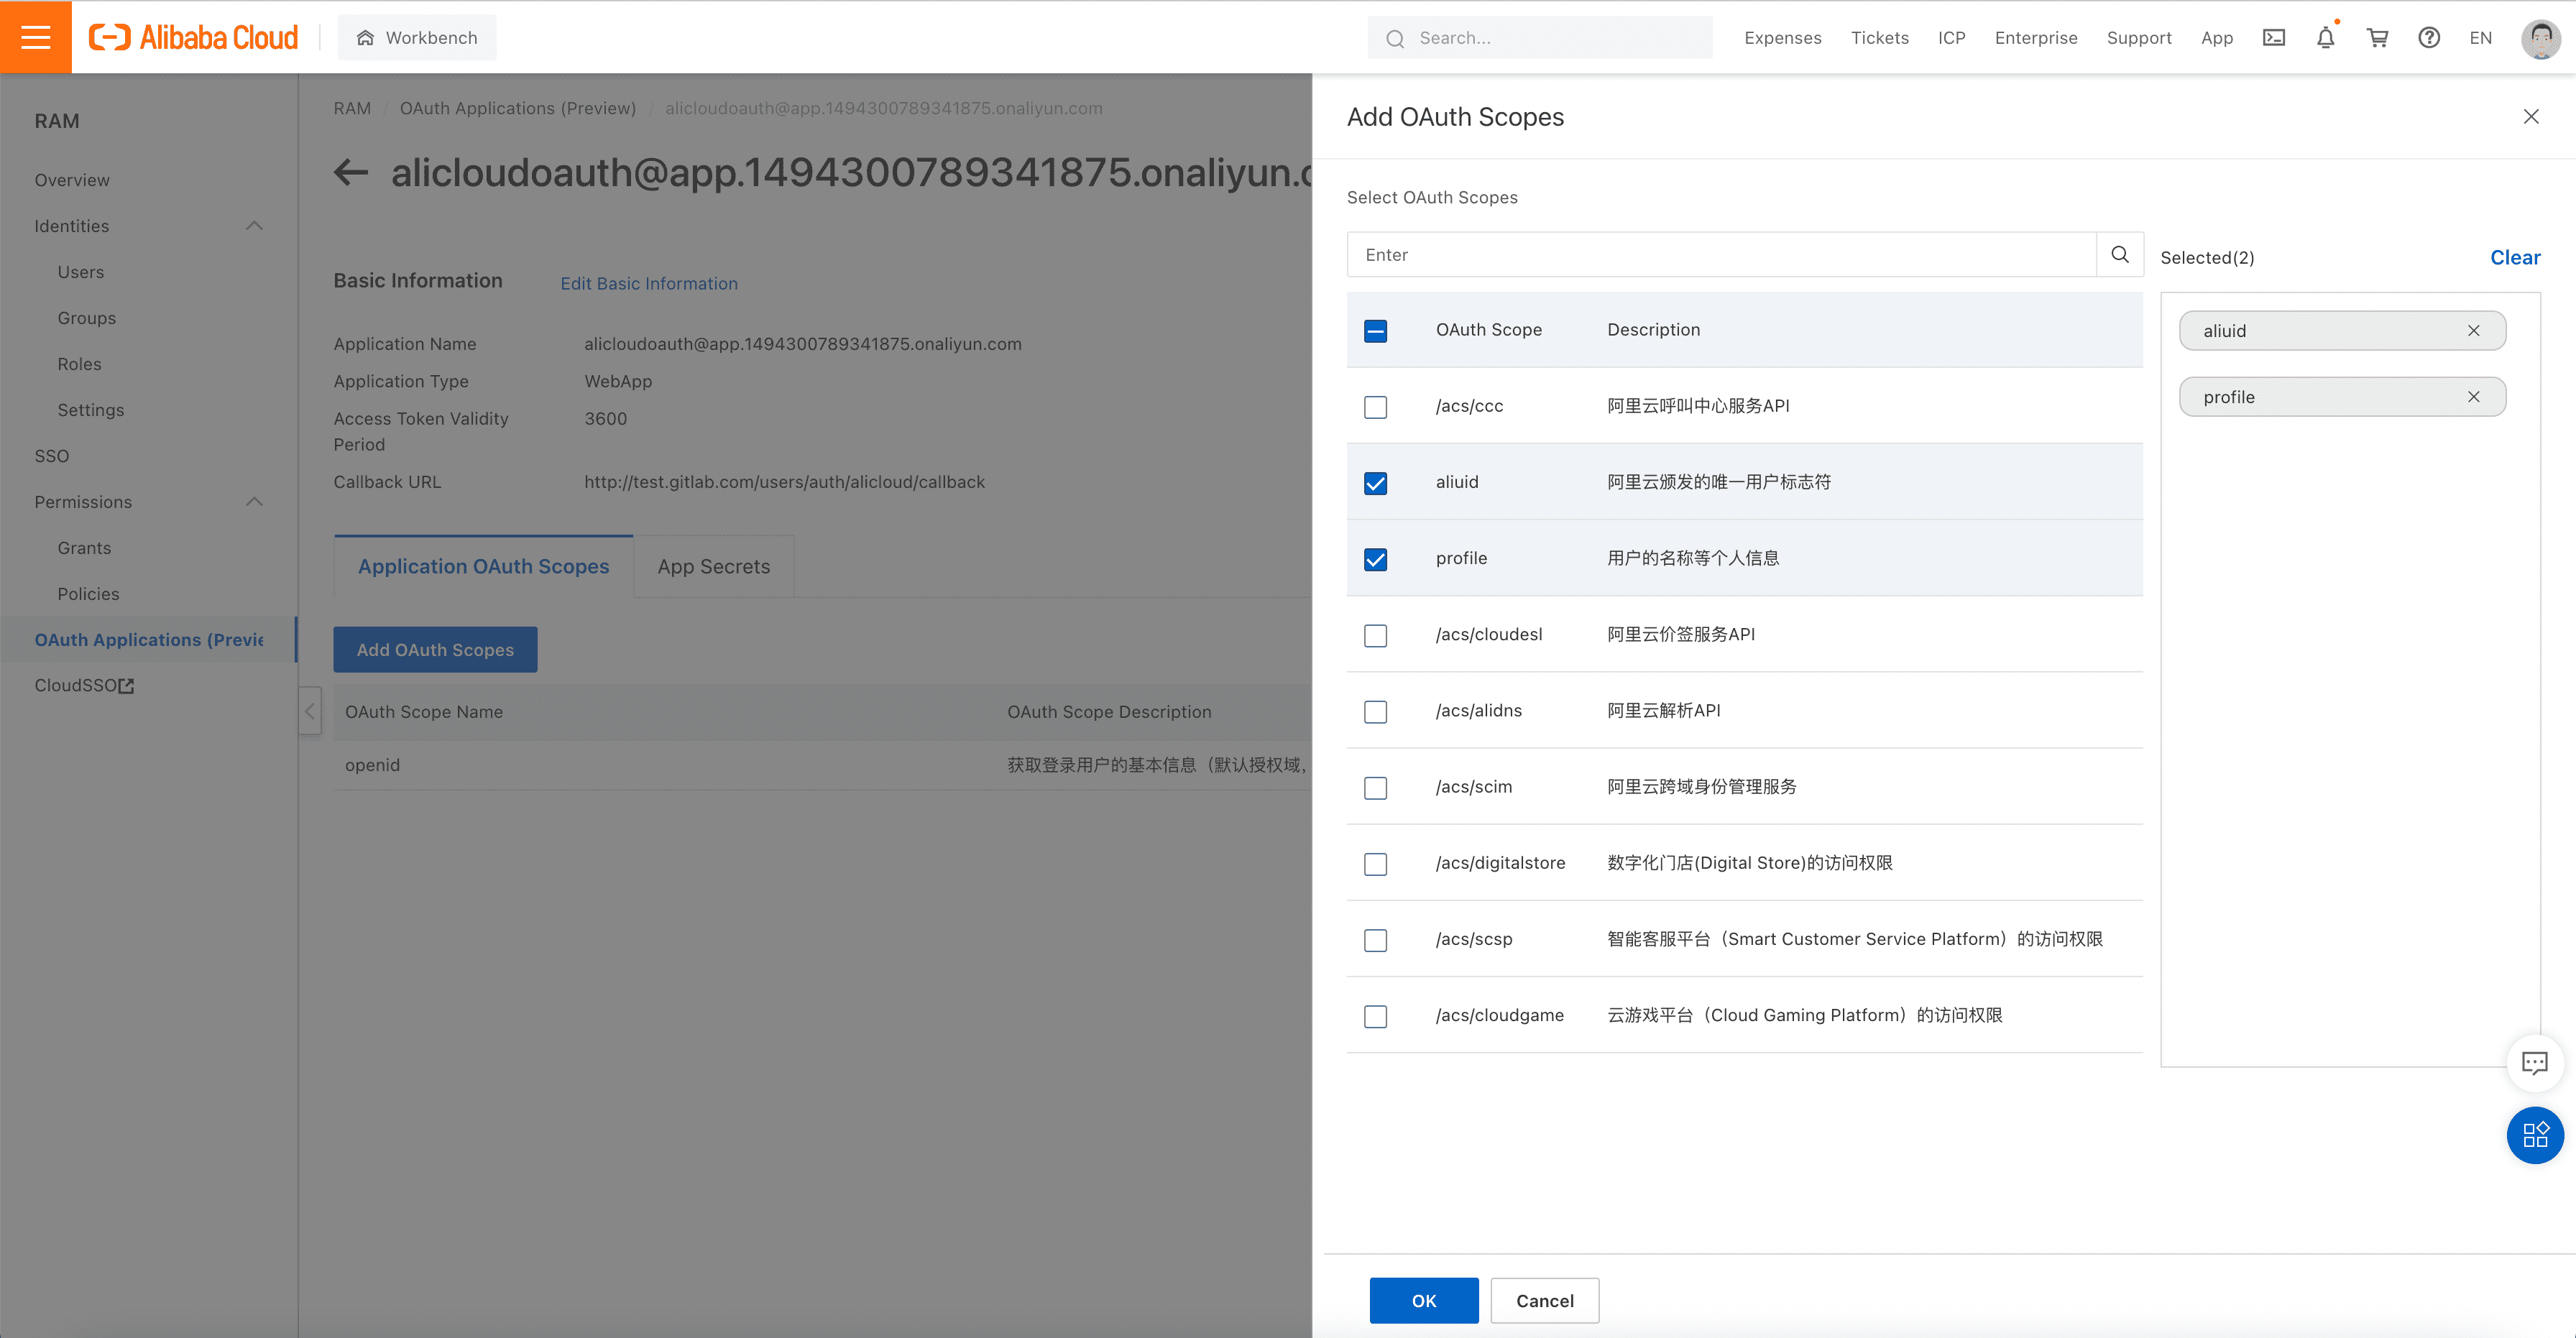 Alibaba Cloud
Workbench
Search...
Expenses
Tickets
ICP
Enterprise
Support
App
EN
RAM
Overview
Identities
Users
Groups
Roles
Settings
SSO
Permissions
Grants
Policies
OAuth Applications (Previe
CloudSSO
RAM / OAuth Applications (Preview) / alicloudoauth@app.1494300789341875.onaliyun.com
alicloudoauth@app.1494300789341875.onaliyun.c
Basic Information
Edit Basic Information
Application Name
alicloudoauth@app.1494300789341875.onaliyun.com
Application Type
WebApp
Access Token Validity
Period
3600
Callback URL
http://test.gitlab.com/users/auth/alicloud/callback
Application OAuth Scopes
App Secrets
Add OAuth Scopes
OAuth Scope Name
OAuth Scope Description
openid
获取登录用户的基本信息（默认授权域，
Add OAuth Scopes
Select OAuth Scopes
Enter
OAuth Scope
Description
/acs/ccc
阿里云呼叫中心服务API
aliuid
阿里云颁发的唯一用户标志符
profile
用户的名称等个人信息
/acs/cloudesl
阿里云价签服务API
/acs/alidns
阿里云解析API
/acs/scim
阿里云跨域身份管理服务
/acs/digitalstore
数字化门店(Digital Store)的访问权限
/acs/scsp
智能客服平台（Smart Customer Service Platform）的访问权限
/acs/cloudgame
云游戏平台（Cloud Gaming Platform）的访问权限
Selected(2)
Clear
aliuid
profile
OK
Cancel